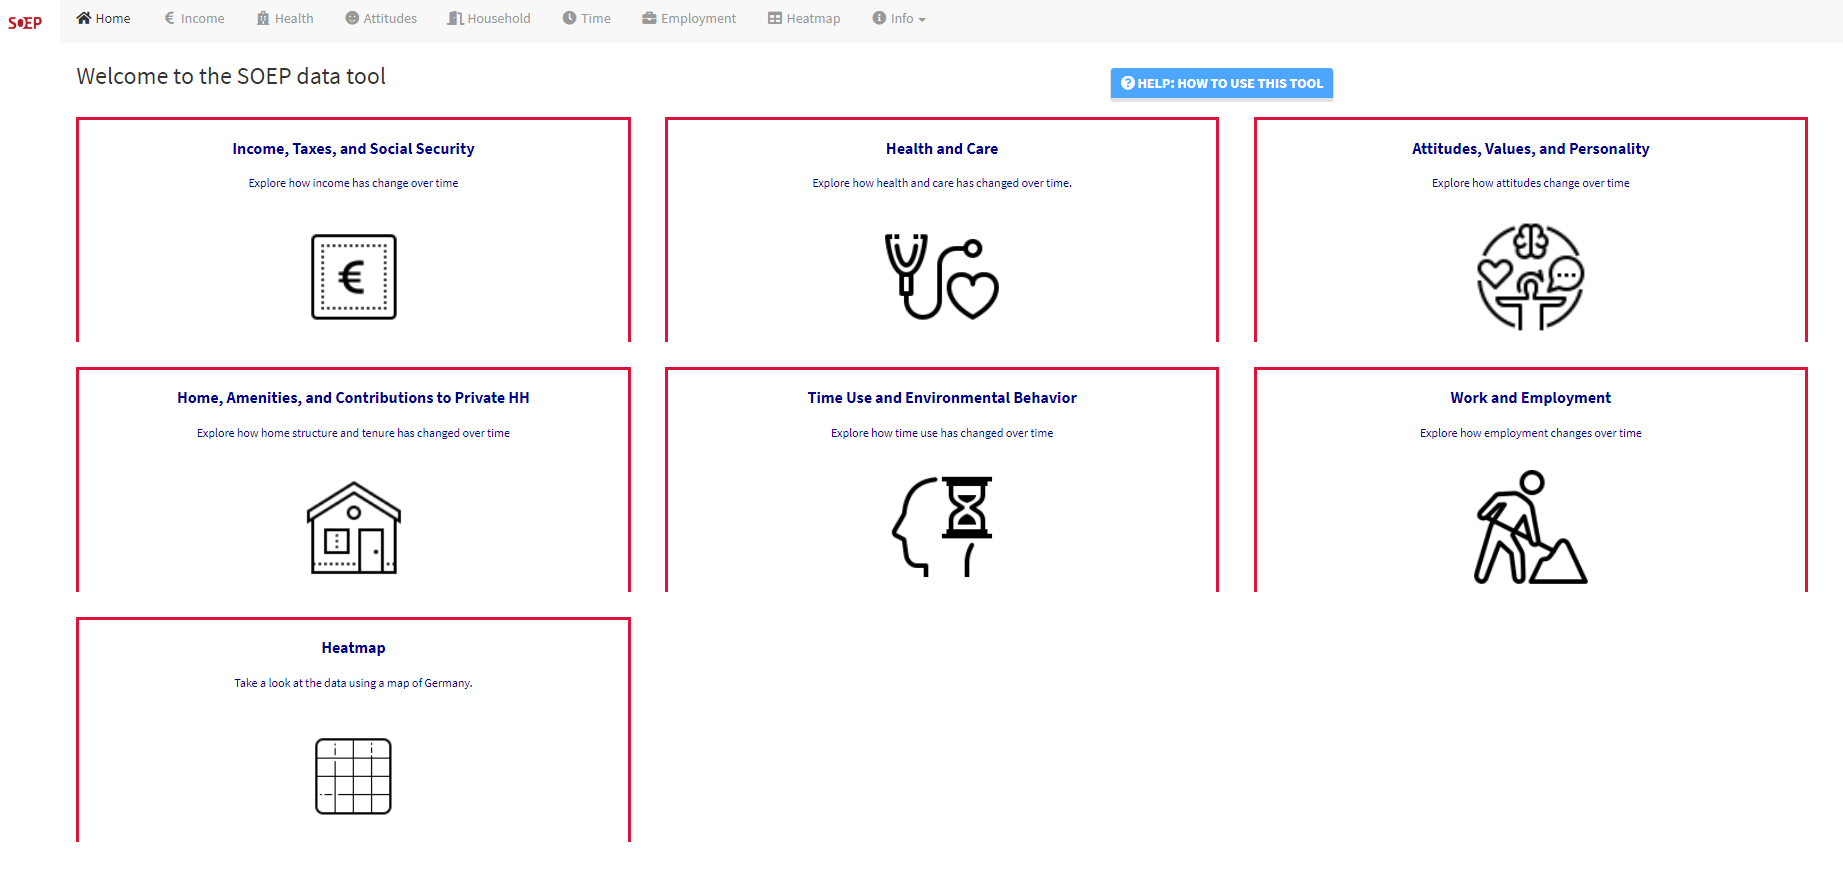 SOEP
Home Income Health Attitudes Household Time Employment Heatmap Info
Welcome to the SOEP data tool
HELP: HOW TO USE THIS TOOL
Income, Taxes, and Social Security
Explore how income has change over time
Health and Care
Explore how health and care has changed over time.
Attitudes, Values, and Personality
Explore how attitudes change over time
Home, Amenities, and Contributions to Private HH
Explore how home structure and tenure has changed over time
Time Use and Environmental Behavior
Explore how time use has changed over time
Work and Employment
Explore how employment changes over time
Heatmap
Take a look at the data using a map of Germany.